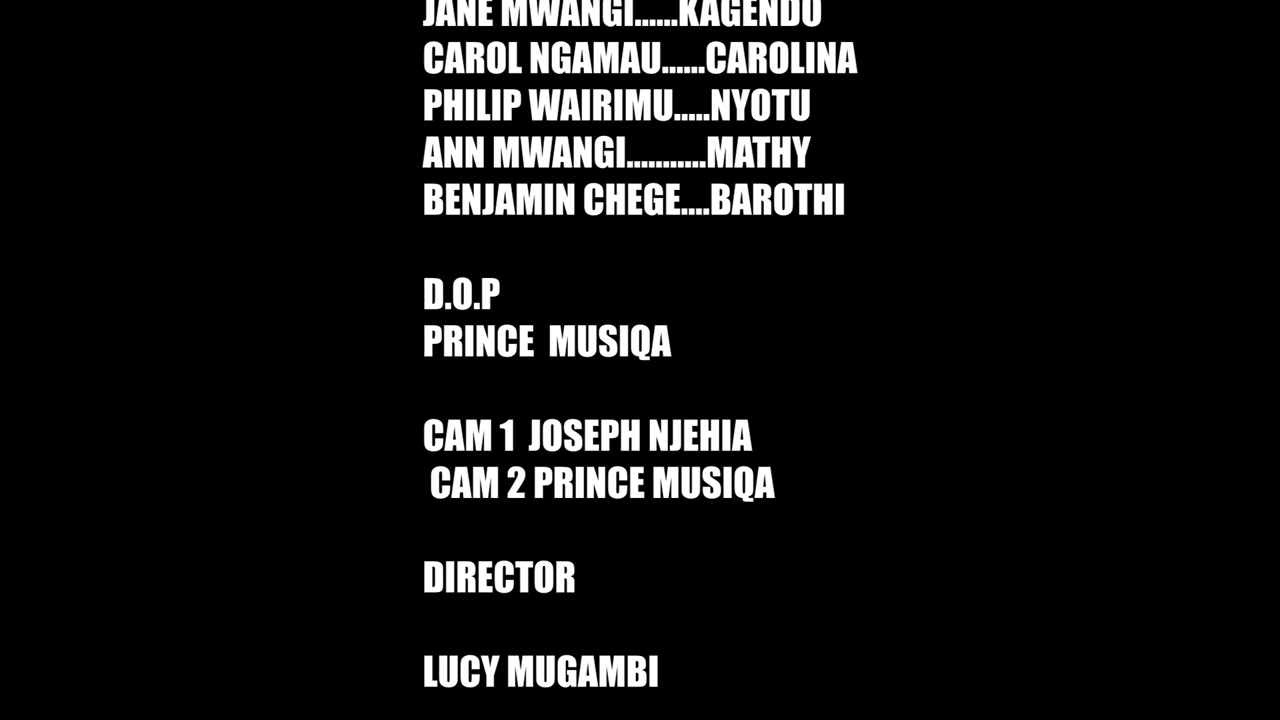 JANE MWANGI......KAGENDO
CAROL NGAMAU......CAROLINA
PHILIP WAIRIMU.....NYOTU
ANN MWANGI...........MATHY
BENJAMIN CHEGE....BAROTHI
D.O.P
PRINCE  MUSIQA
CAM 1  JOSEPH NJEHIA
CAM 2 PRINCE MUSIQA
DIRECTOR
LUCY MUGAMBI